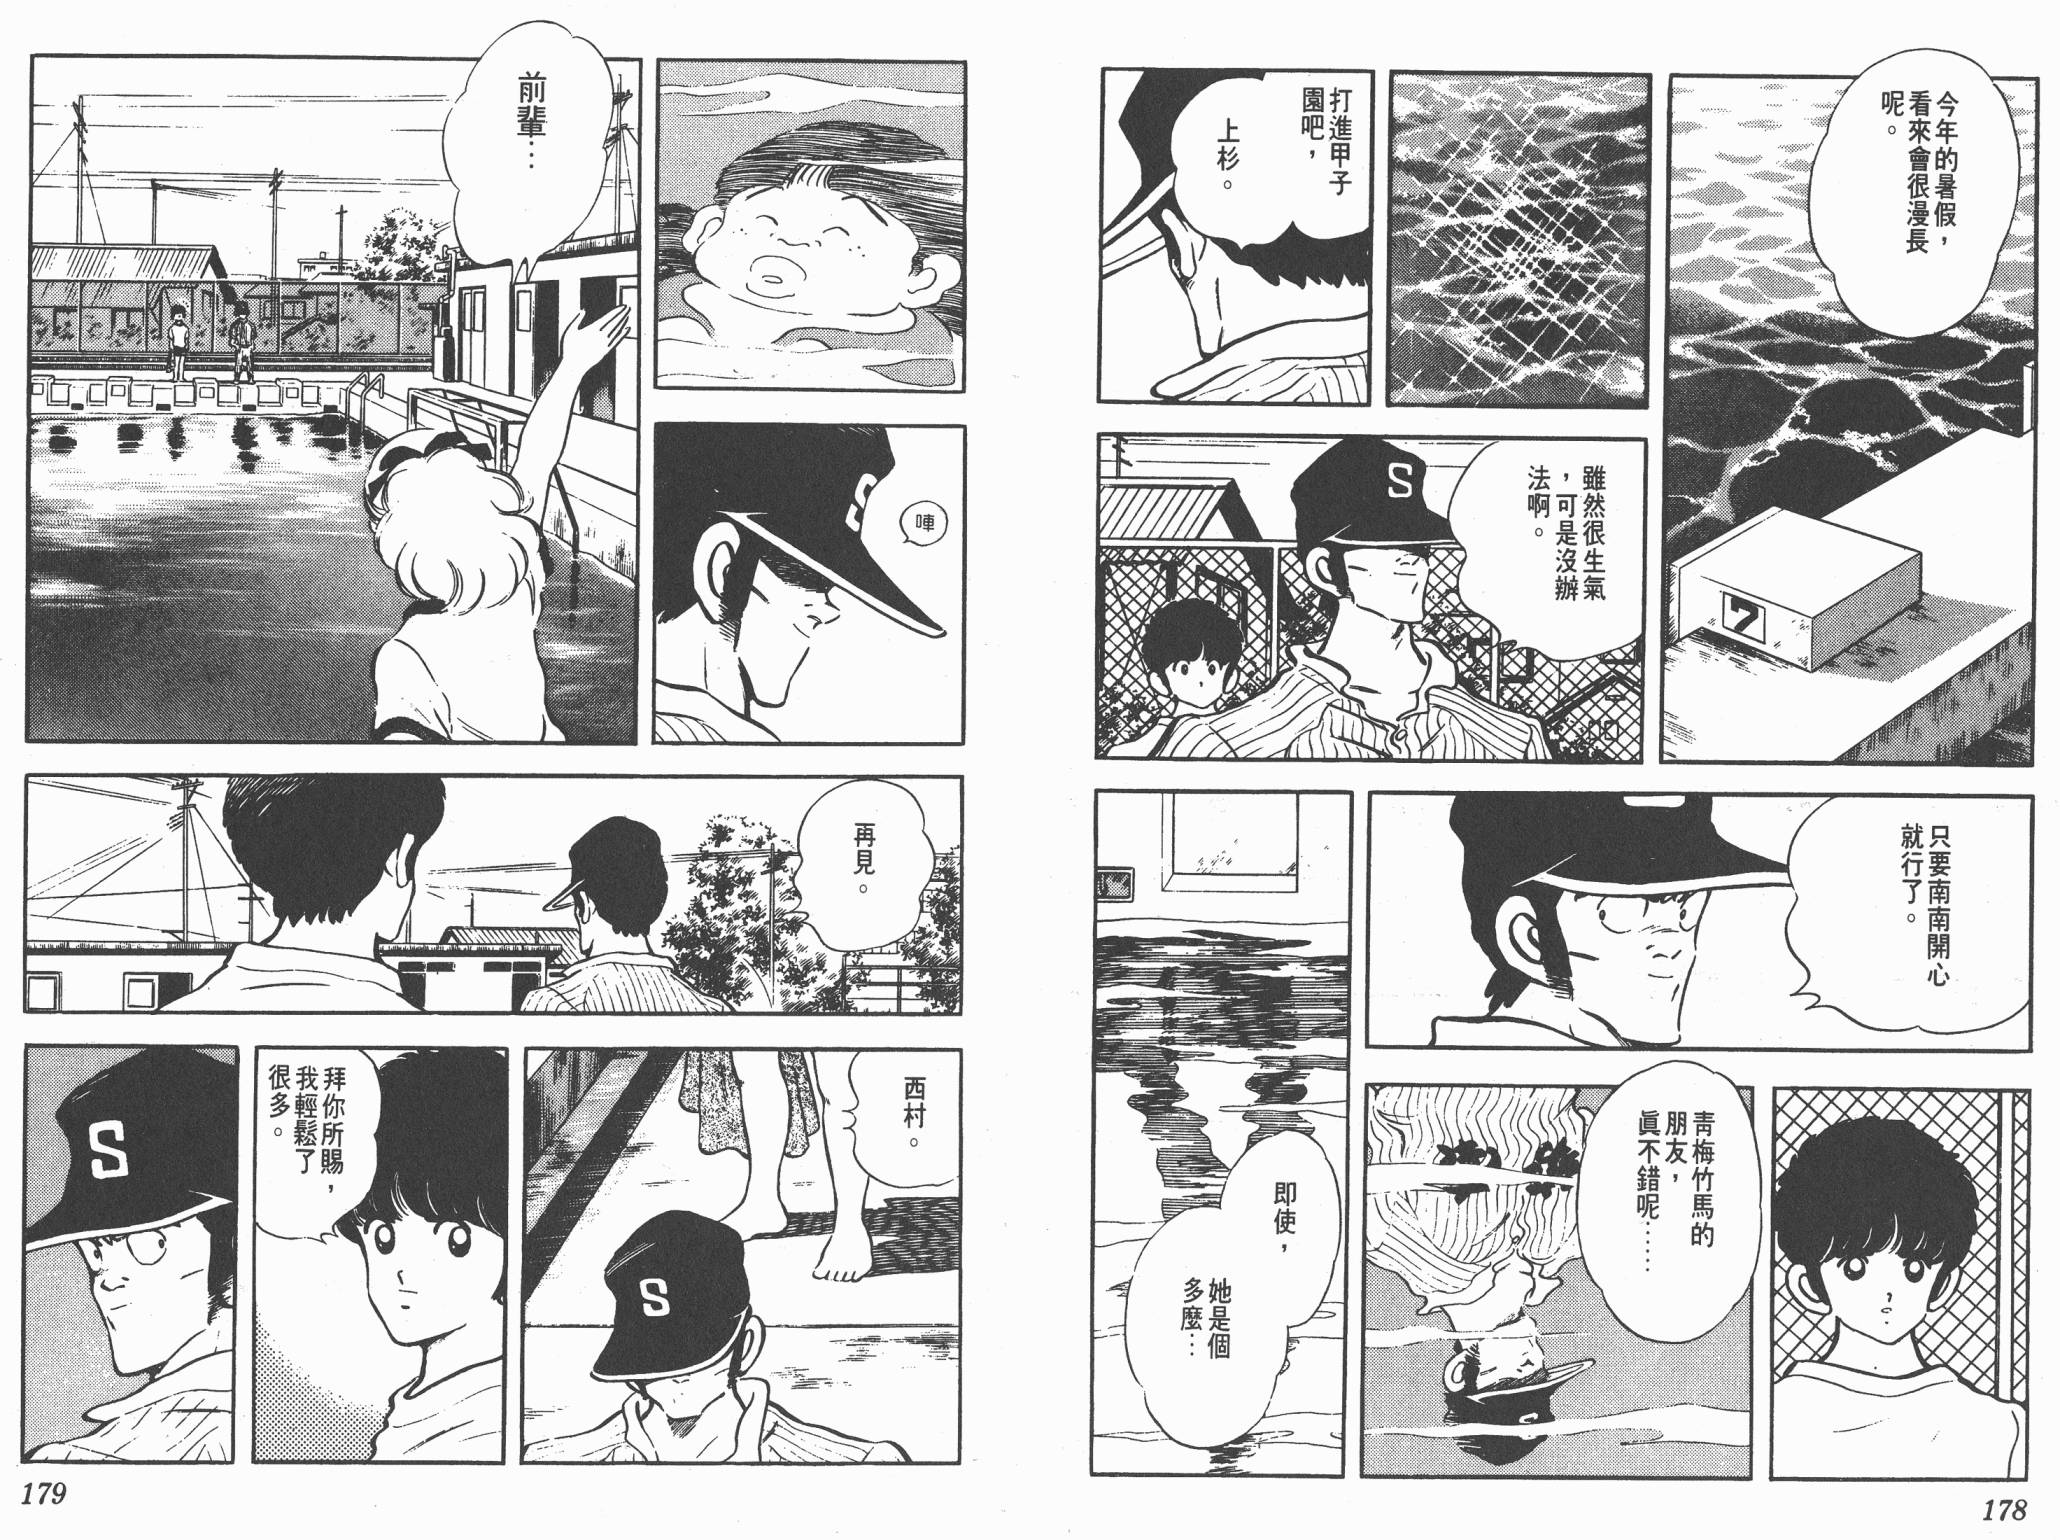 今年的暑假，
看來會很漫長
呢。
7
打進甲子
園吧，
上杉。
雖然很生氣
，可是沒辦
法啊。
S
只要南南開心
就行了。
青梅竹馬的
朋友，
眞不錯呢……
即使，
她是個
多麼…
178
前輩…
S
唓
再見。
西村。
S
拜你所賜，
我輕鬆了
很多。
S
179